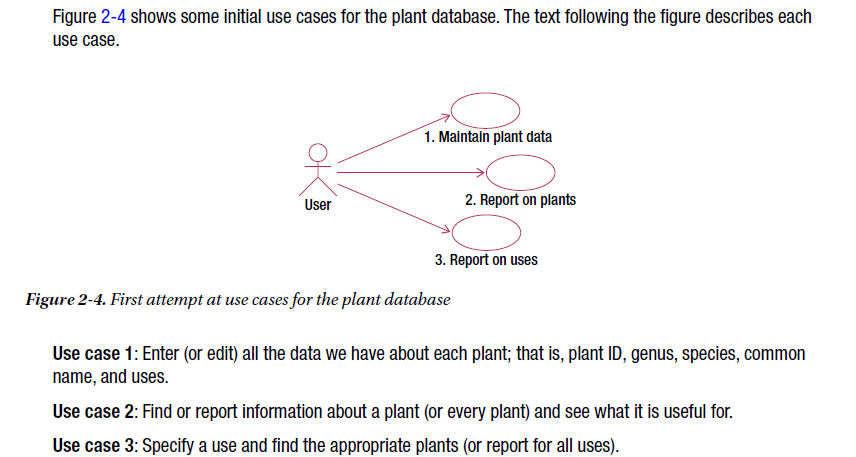 Figure 2-4 shows some initial use cases for the plant database. The text following the figure describes each
use case.
1. Maintain plant data
2. Report on plants
User
3. Report on uses
Figure 2-4. First attempt at use cases for the plant database
Use case 1: Enter (or edit) all the data we have about each plant; that is, plant ID, genus, species, common
name, and uses.
Use case 2: Find or report information about a plant (or every plant) and see what it is useful for.
Use case 3: Specify a use and find the appropriate plants (or report for all uses).